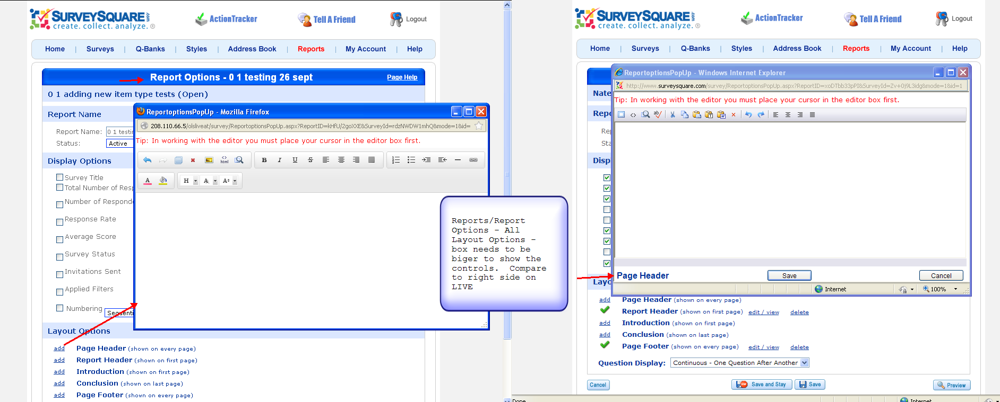 SURVEYSQUARE.com
create. collect. analyze. ®
ActionTracker
Tell A Friend
Logout
Home | Surveys | Q-Banks | Styles | Address Book | Reports | My Account | Help
Report Options - 0 1 testing 26 sept
Page Help
0 1 adding new item type tests (Open)
Report Name
Report Name: 0 1 testin
Status: Active
Display Options
Survey Title
Total Number of Resp
Number of Responde
Response Rate
Average Score
Survey Status
Invitations Sent
Applied Filters
Numbering Sequenti
Layout Options
add Page Header (shown on every page)
add Report Header (shown on first page)
add Introduction (shown on first page)
add Conclusion (shown on last page)
add Page Footer (shown on every page)
ReportoptionsPopUp - Mozilla Firefox
208.110.66.5/olsliveat/survey/ReportoptionsPopUp.aspx?ReportID=kHfU/2goXXE&SurveyId=rdzNWDW1mhQ&mode=1&id=
Tip: In working with the editor you must place your cursor in the editor box first.
html
B I U S
A
H A A
Reports/Report
Options – All
Layout Options –
box needs to be
biger to show the
controls. Compare
to right side on
LIVE
SURVEYSQUARE.com
create. collect. analyze. ®
ActionTracker
Tell A Friend
Logout
Home | Surveys | Q-Banks | Styles | Address Book | Reports | My Account | Help
Nate
Repo
Re
Sta
Disp
Layo
ReportoptionsPopUp - Windows Internet Explorer
http://www.surveysquare.com/survey/ReportoptionsPopUp.aspx?ReportID=xoDTbb33pPI&SurveyId=Zv+0j9L3idg&mode=1&id=1
Tip: In working with the editor you must place your cursor in the editor box first.
Page Header
Save
Cancel
Internet
100%
add Page Header (shown on every page)
Report Header (shown on first page) edit / view delete
add Introduction (shown on first page)
add Conclusion (shown on last page)
Page Footer (shown on every page) edit / view delete
Question Display: Continuous - One Question After Another
Cancel
Save and Stay
Save
Preview
Done
Internet